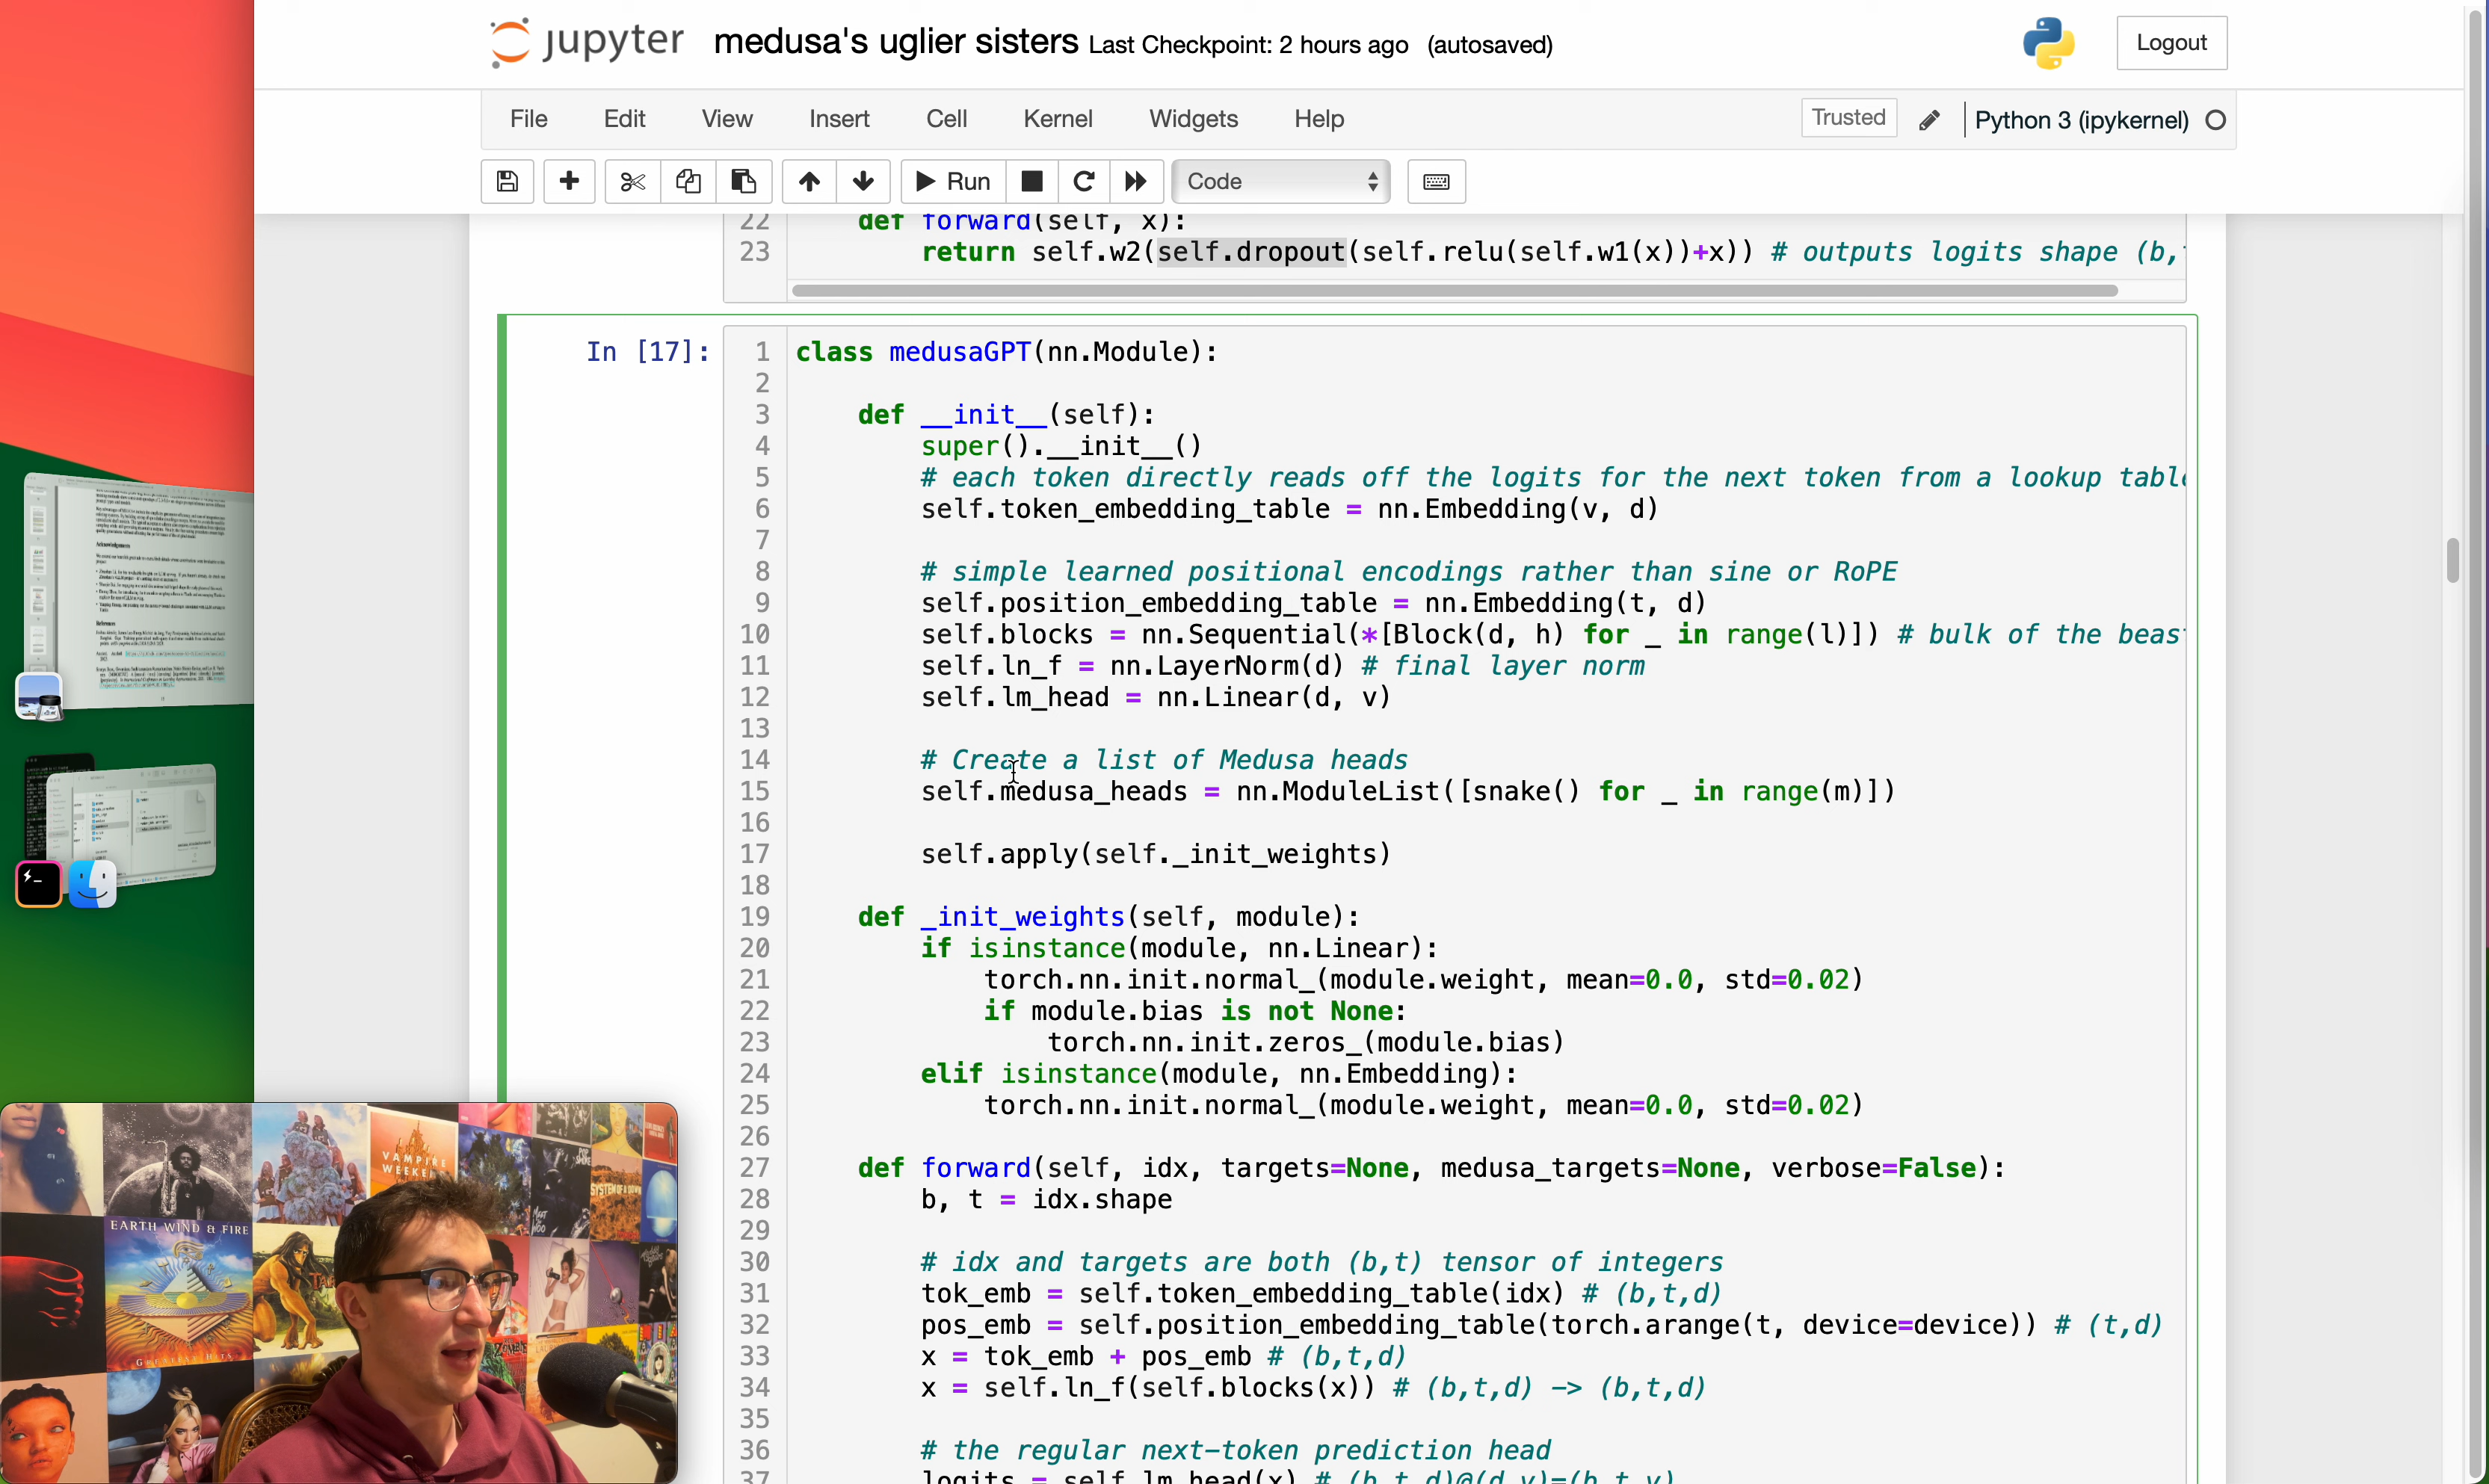 jupyter medusa's uglier sisters Last Checkpoint: 2 hours ago (autosaved)
Logout
File Edit View Insert Cell Kernel Widgets Help
Trusted
Python 3 (ipykernel)
Run
Code
22 def forward(self, x):
23 return self.w2(self.dropout(self.relu(self.w1(x))+x)) # outputs logits shape (b,
In [17]:
1 class medusaGPT(nn.Module):
2
3 def __init__(self):
4 super().__init__()
5 # each token directly reads off the logits for the next token from a lookup table
6 self.token_embedding_table = nn.Embedding(v, d)
7
8 # simple learned positional encodings rather than sine or RoPE
9 self.position_embedding_table = nn.Embedding(t, d)
10 self.blocks = nn.Sequential(*[Block(d, h) for _ in range(l)]) # bulk of the beas
11 self.ln_f = nn.LayerNorm(d) # final layer norm
12 self.lm_head = nn.Linear(d, v)
13
14 # Create a list of Medusa heads
15 self.medusa_heads = nn.ModuleList([snake() for _ in range(m)])
16
17 self.apply(self._init_weights)
18
19 def _init_weights(self, module):
20 if isinstance(module, nn.Linear):
21 torch.nn.init.normal_(module.weight, mean=0.0, std=0.02)
22 if module.bias is not None:
23 torch.nn.init.zeros_(module.bias)
24 elif isinstance(module, nn.Embedding):
25 torch.nn.init.normal_(module.weight, mean=0.0, std=0.02)
26
27 def forward(self, idx, targets=None, medusa_targets=None, verbose=False):
28 b, t = idx.shape
29
30 # idx and targets are both (b,t) tensor of integers
31 tok_emb = self.token_embedding_table(idx) # (b,t,d)
32 pos_emb = self.position_embedding_table(torch.arange(t, device=device)) # (t,d)
33 x = tok_emb + pos_emb # (b,t,d)
34 x = self.ln_f(self.blocks(x)) # (b,t,d) -> (b,t,d)
35
36 # the regular next-token prediction head
37 logits = self.lm_head(x) # (b,t,d)@(d,v)=(b,t,v)
Acknowledgements
References
VAMPIRE
WEEKEN
SYSTEM OF A DOWN
EARTH WIND & FIRE
GREATEST HITS